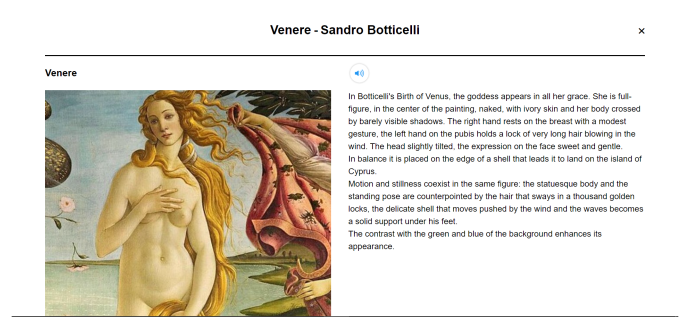 Venere - Sandro Botticelli
×
Venere
In Botticelli's Birth of Venus, the goddess appears in all her grace. She is full-
figure, in the center of the painting, naked, with ivory skin and her body crossed
by barely visible shadows. The right hand rests on the breast with a modest
gesture, the left hand on the pubis holds a lock of very long hair blowing in the
wind. The head slightly tilted, the expression on the face sweet and gentle.
In balance it is placed on the edge of a shell that leads it to land on the island of
Cyprus.
Motion and stillness coexist in the same figure: the statuesque body and the
standing pose are counterpointed by the hair that sways in a thousand golden
locks, the delicate shell that moves pushed by the wind and the waves becomes
a solid support under his feet.
The contrast with the green and blue of the background enhances its
appearance.